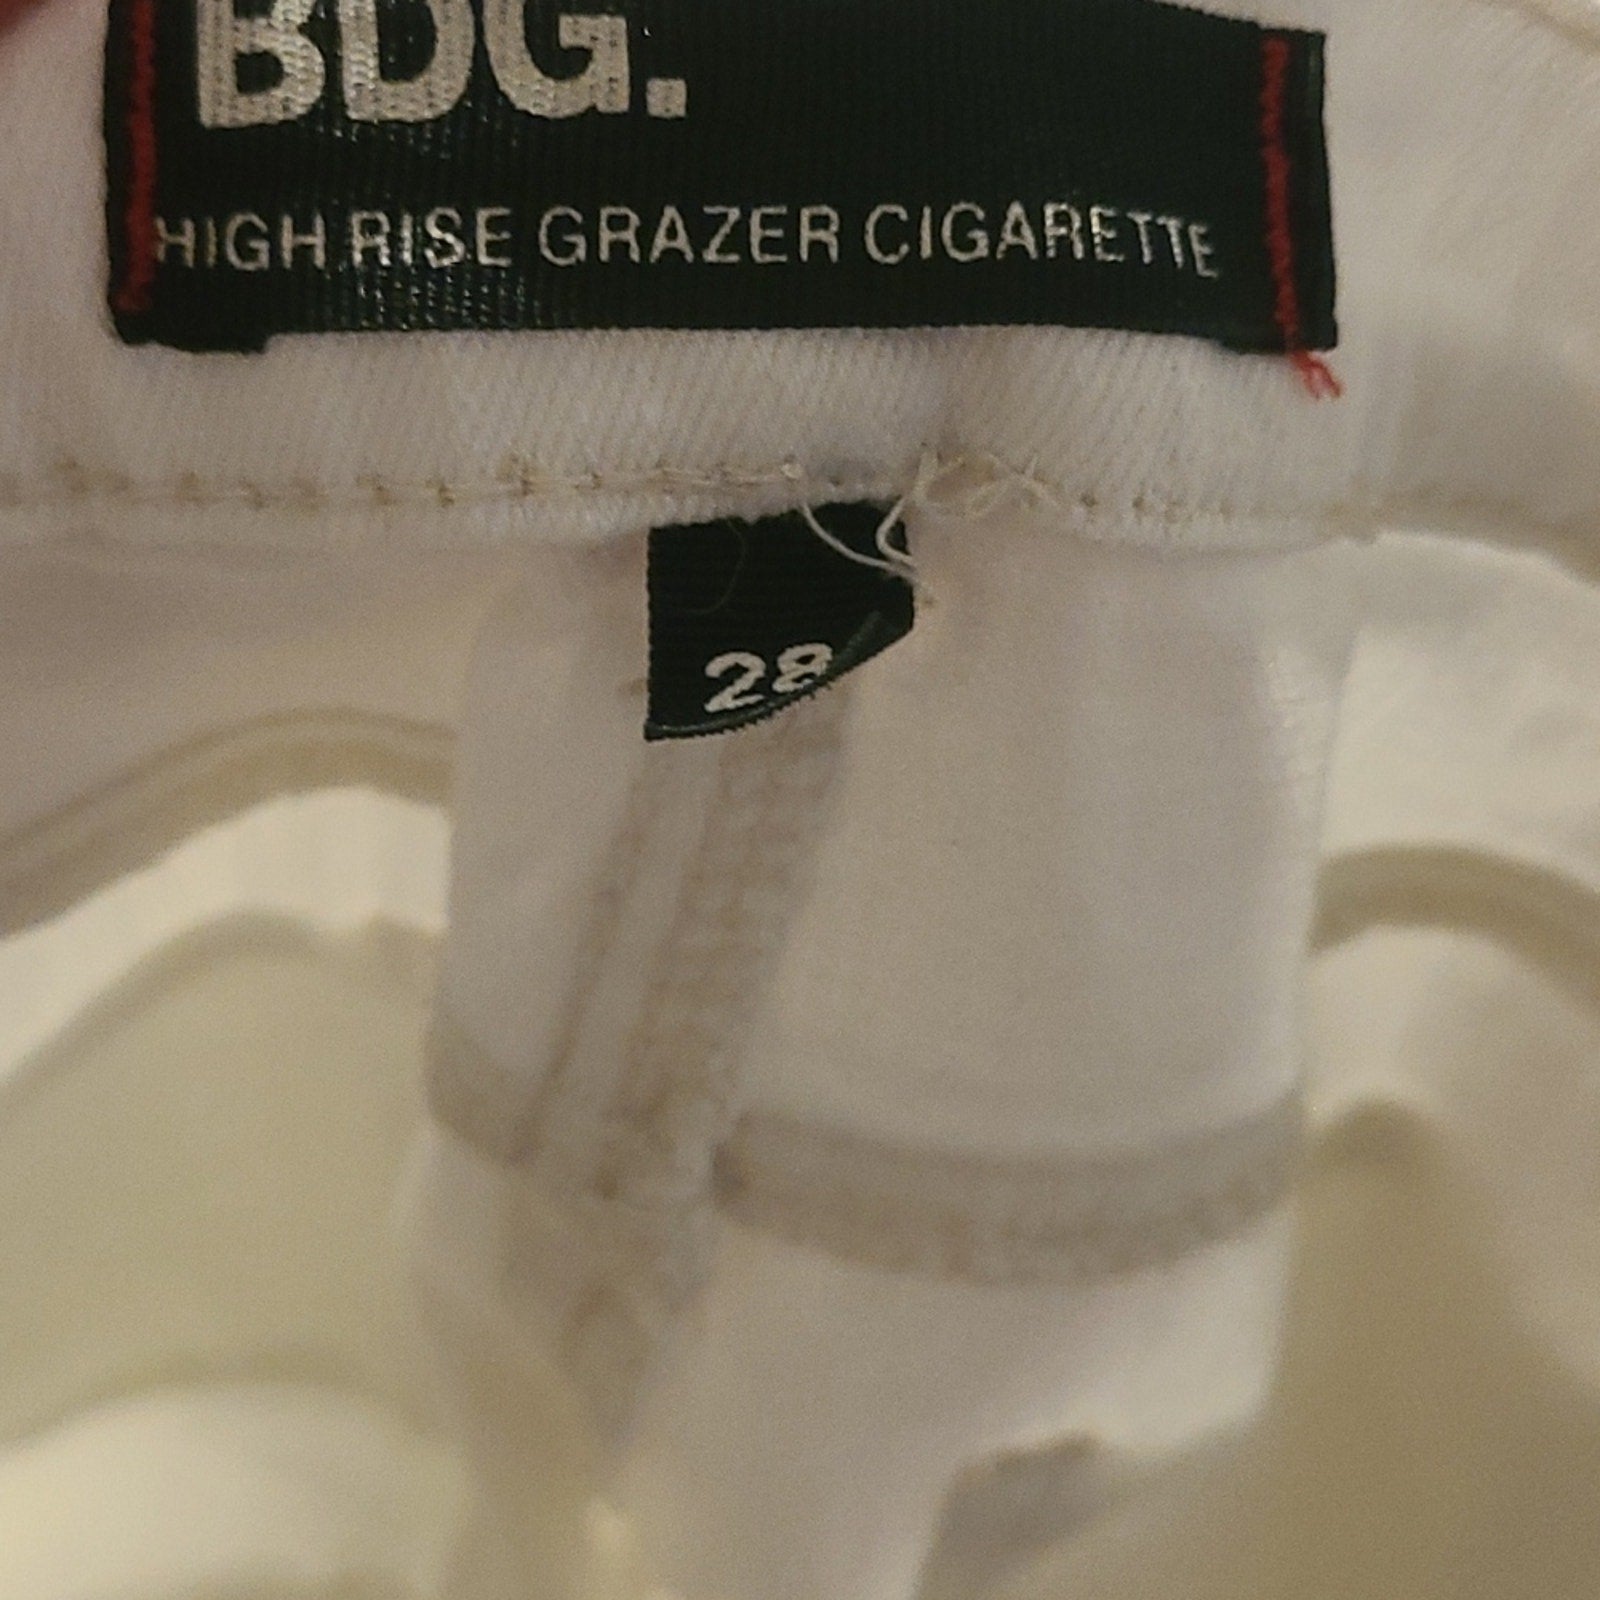 BDG.
HIGH RISE GRAZER CIGARETTE
28